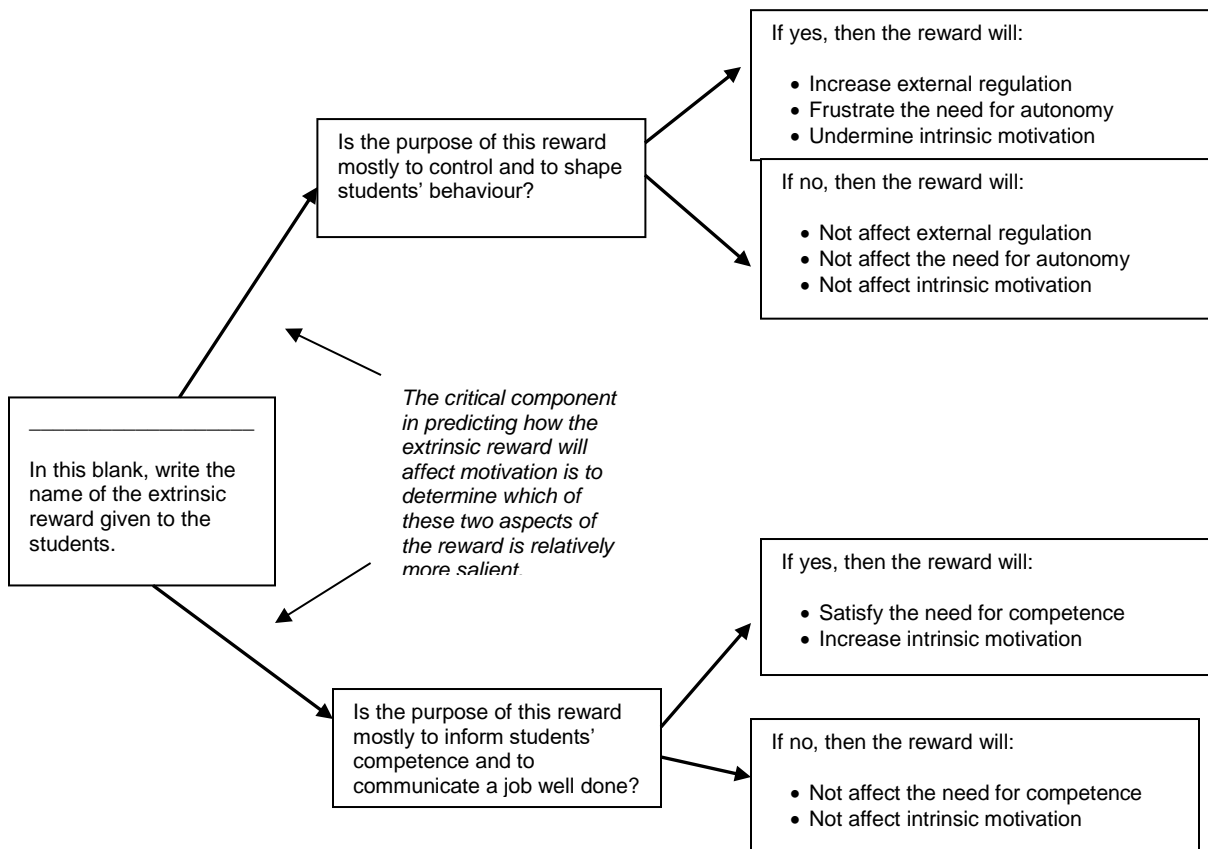 If yes, then the reward will:
• Increase external regulation
• Frustrate the need for autonomy
• Undermine intrinsic motivation
Is the purpose of this reward
mostly to control and to shape
students’ behaviour?
If no, then the reward will:
• Not affect external regulation
• Not affect the need for autonomy
• Not affect intrinsic motivation
The critical component
in predicting how the
extrinsic reward will
affect motivation is to
determine which of
these two aspects of
the reward is relatively
more salient.
____________________
In this blank, write the
name of the extrinsic
reward given to the
students.
If yes, then the reward will:
• Satisfy the need for competence
• Increase intrinsic motivation
Is the purpose of this reward
mostly to inform students’
competence and to
communicate a job well done?
If no, then the reward will:
• Not affect the need for competence
• Not affect intrinsic motivation